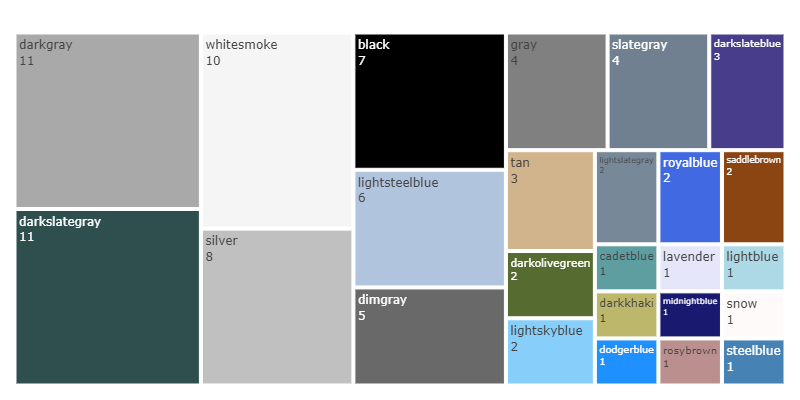 darkgray
11
darkslategray
11
whitesmoke
10
silver
8
black
7
lightsteelblue
6
dimgray
5
gray
4
slategray
4
darkslateblue
3
tan
3
darkolivegreen
2
lightskyblue
2
lightslategray
2
royalblue
2
saddlebrown
2
cadetblue
1
lavender
1
lightblue
1
darkkhaki
1
midnightblue
1
snow
1
dodgerblue
1
rosybrown
1
steelblue
1